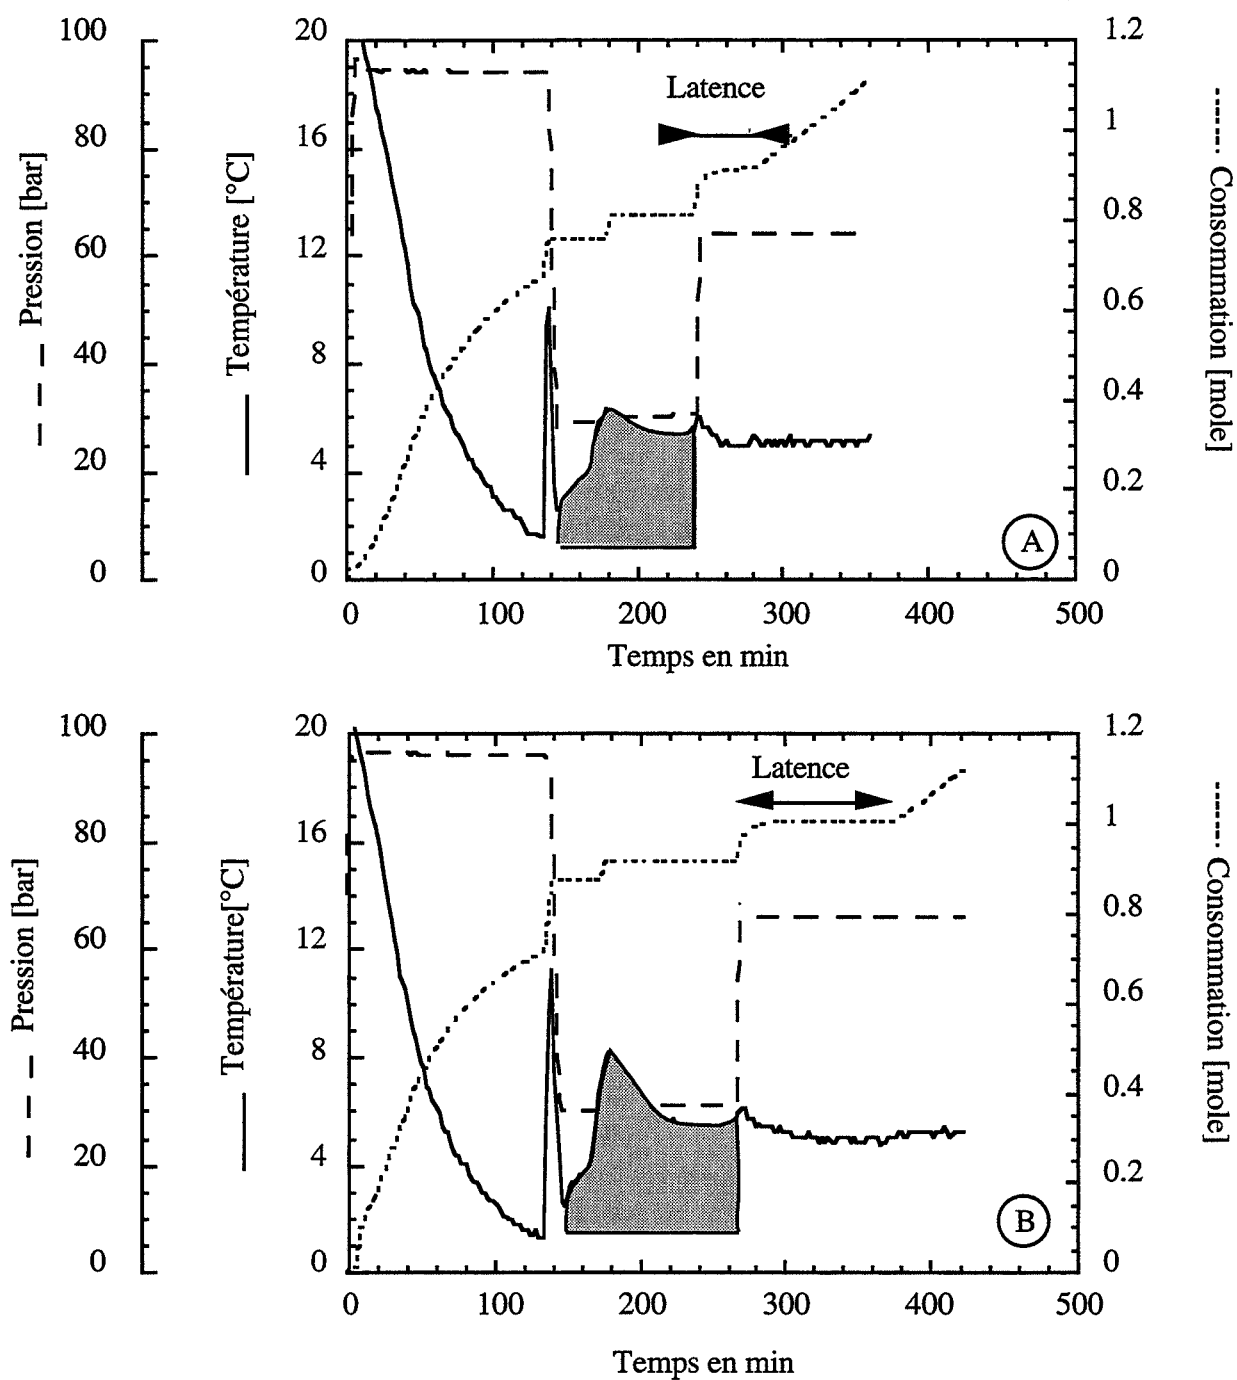 100
80
60
40
20
0
Pression [bar]
20
16
12
8
4
0
Température [°C]
Latence
1.2
1
0.8
0.6
0.4
0.2
0
Consommation [mole]
A
0 100 200 300 400 500
Temps en min
100
80
60
40
20
0
Pression [bar]
20
16
12
8
4
0
Température[°C]
Latence
1.2
1
0.8
0.6
0.4
0.2
0
Consommation [mole]
B
0 100 200 300 400 500
Temps en min